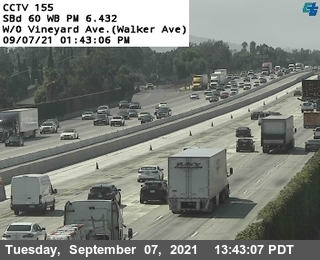 CCTV 155
SBd 60 WB PM 6.432
W/O Vineyard Ave.(Walker Ave)
09/07/21 01:43:06 PM
Tuesday, September 07, 2021 13:43:07 PDT